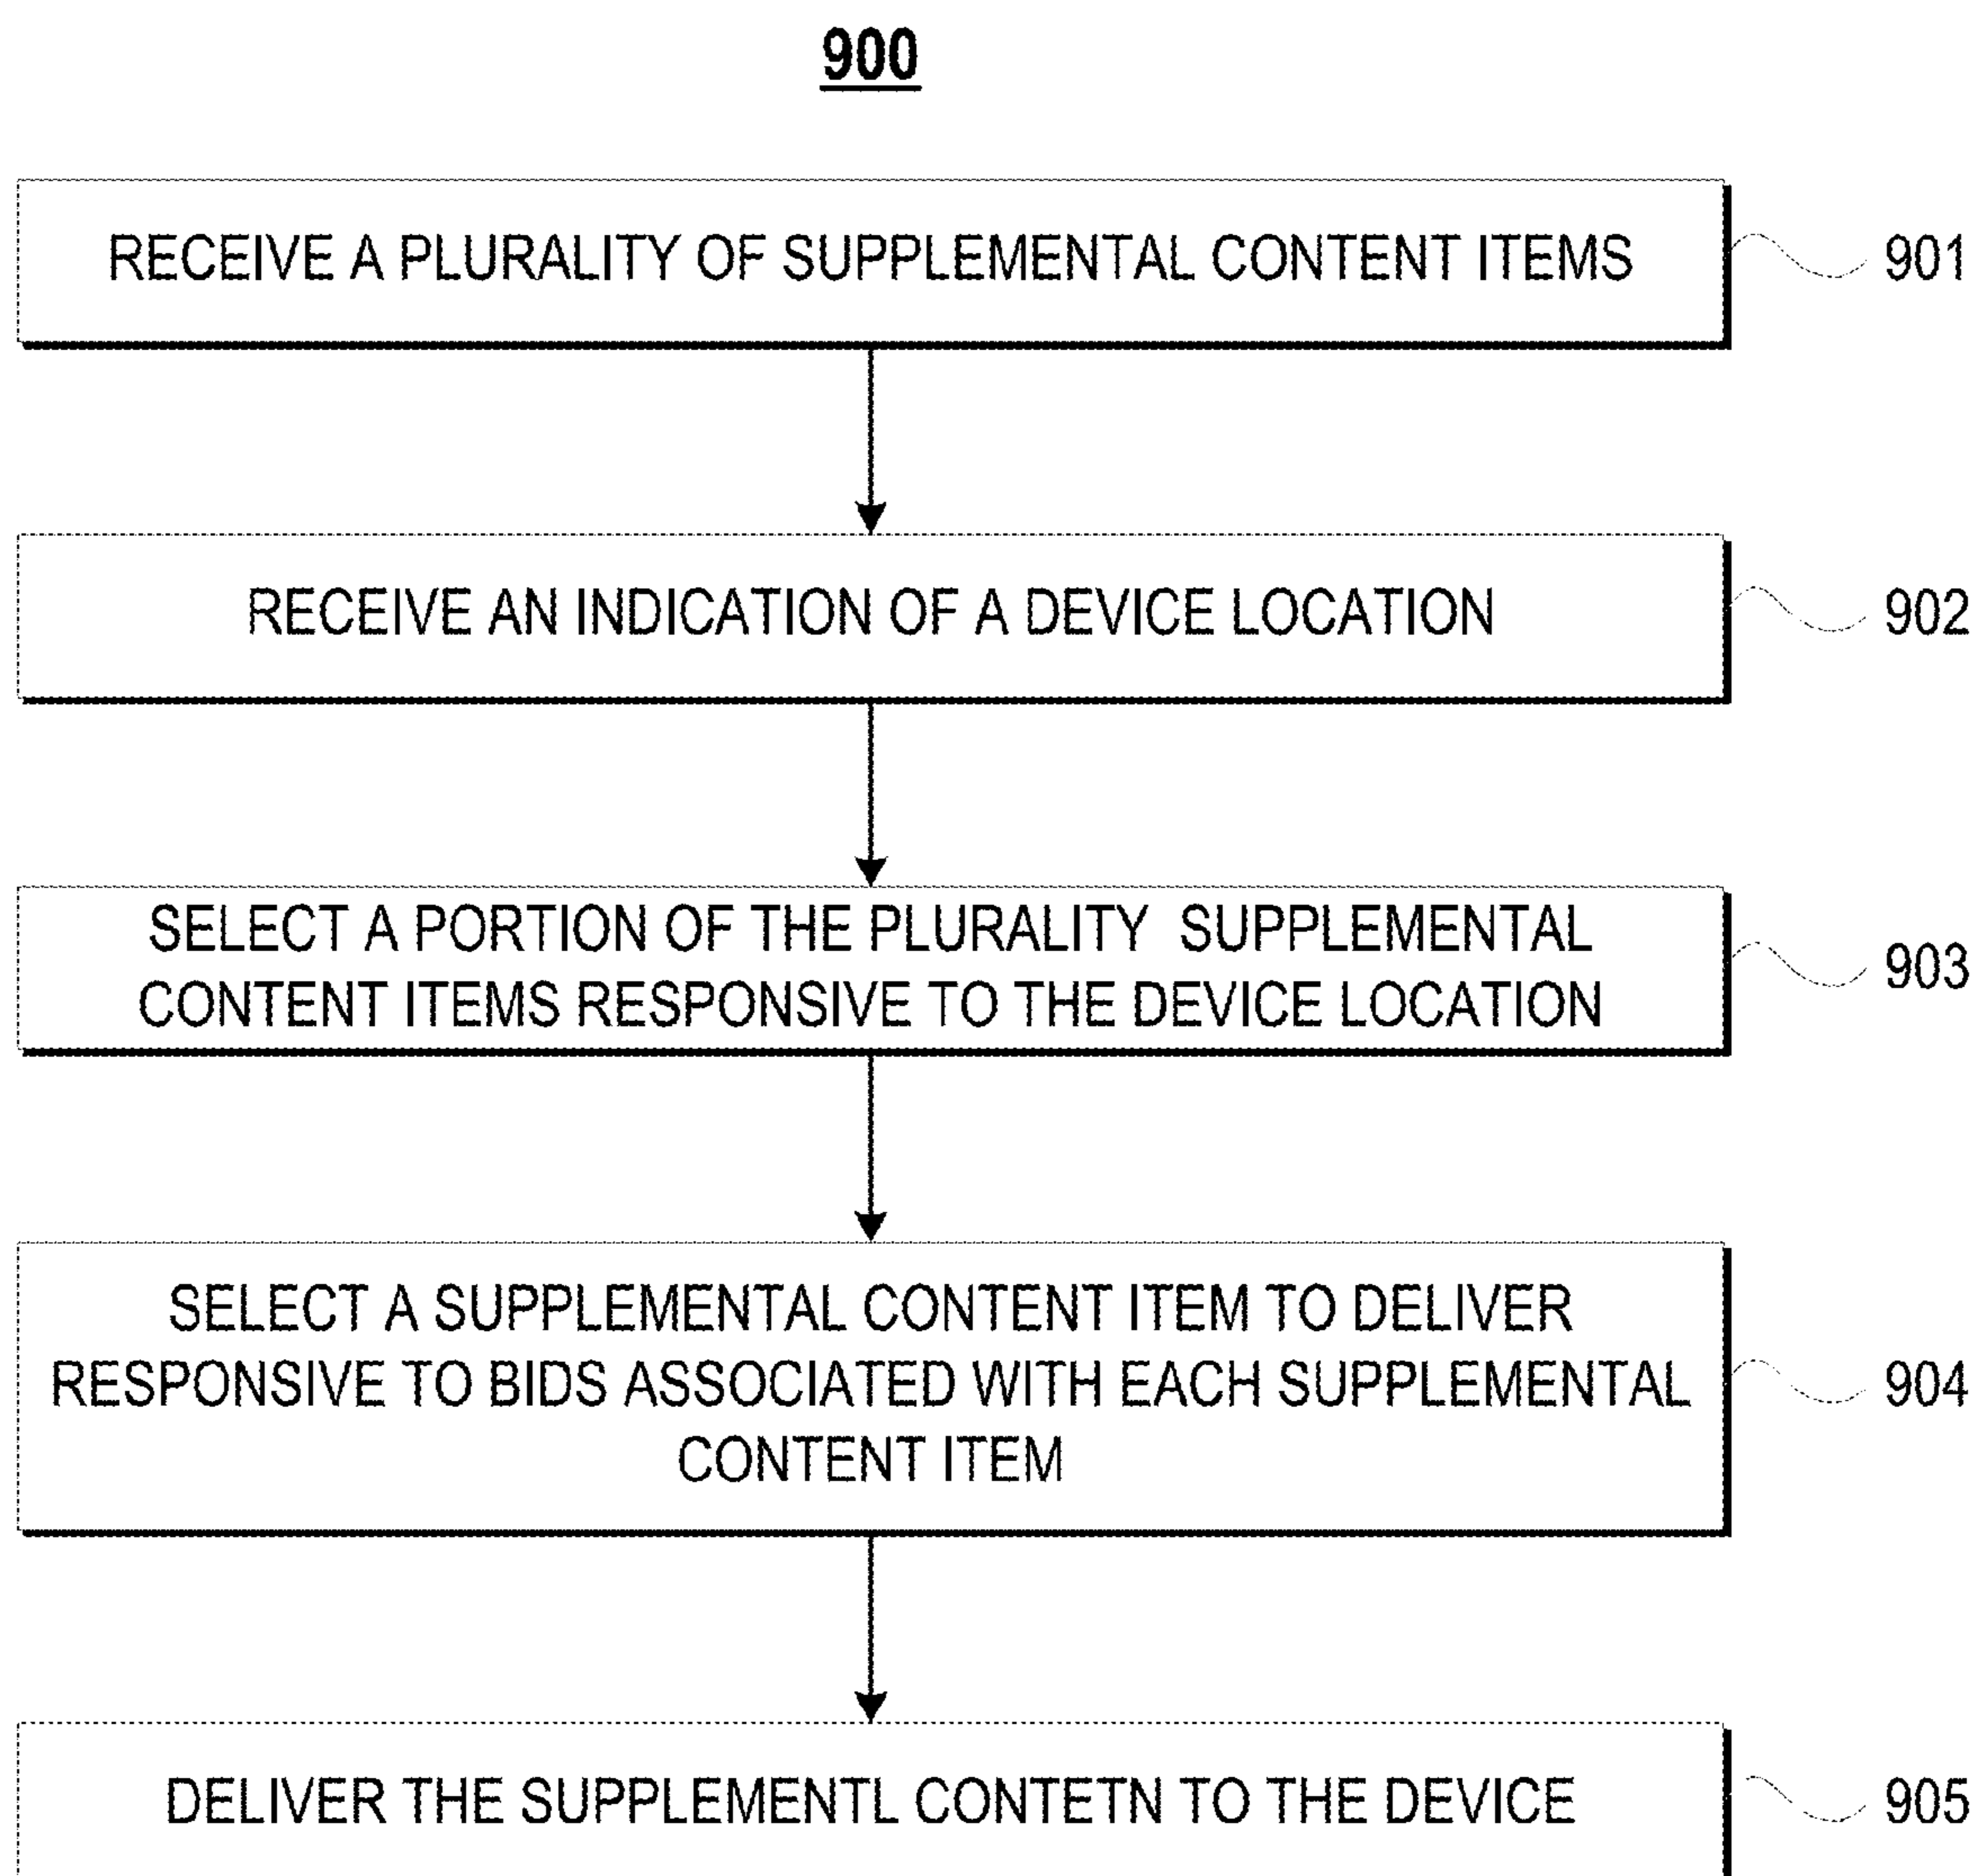 900
RECEIVE A PLURALITY OF SUPPLEMENTAL CONTENT ITEMS
901
RECEIVE AN INDICATION OF A DEVICE LOCATION
902
SELECT A PORTION OF THE PLURALITY SUPPLEMENTAL
CONTENT ITEMS RESPONSIVE TO THE DEVICE LOCATION
903
SELECT A SUPPLEMENTAL CONTENT ITEM TO DELIVER
RESPONSIVE TO BIDS ASSOCIATED WITH EACH SUPPLEMENTAL
CONTENT ITEM
904
DELIVER THE SUPPLEMENTL CONTETN TO THE DEVICE
905